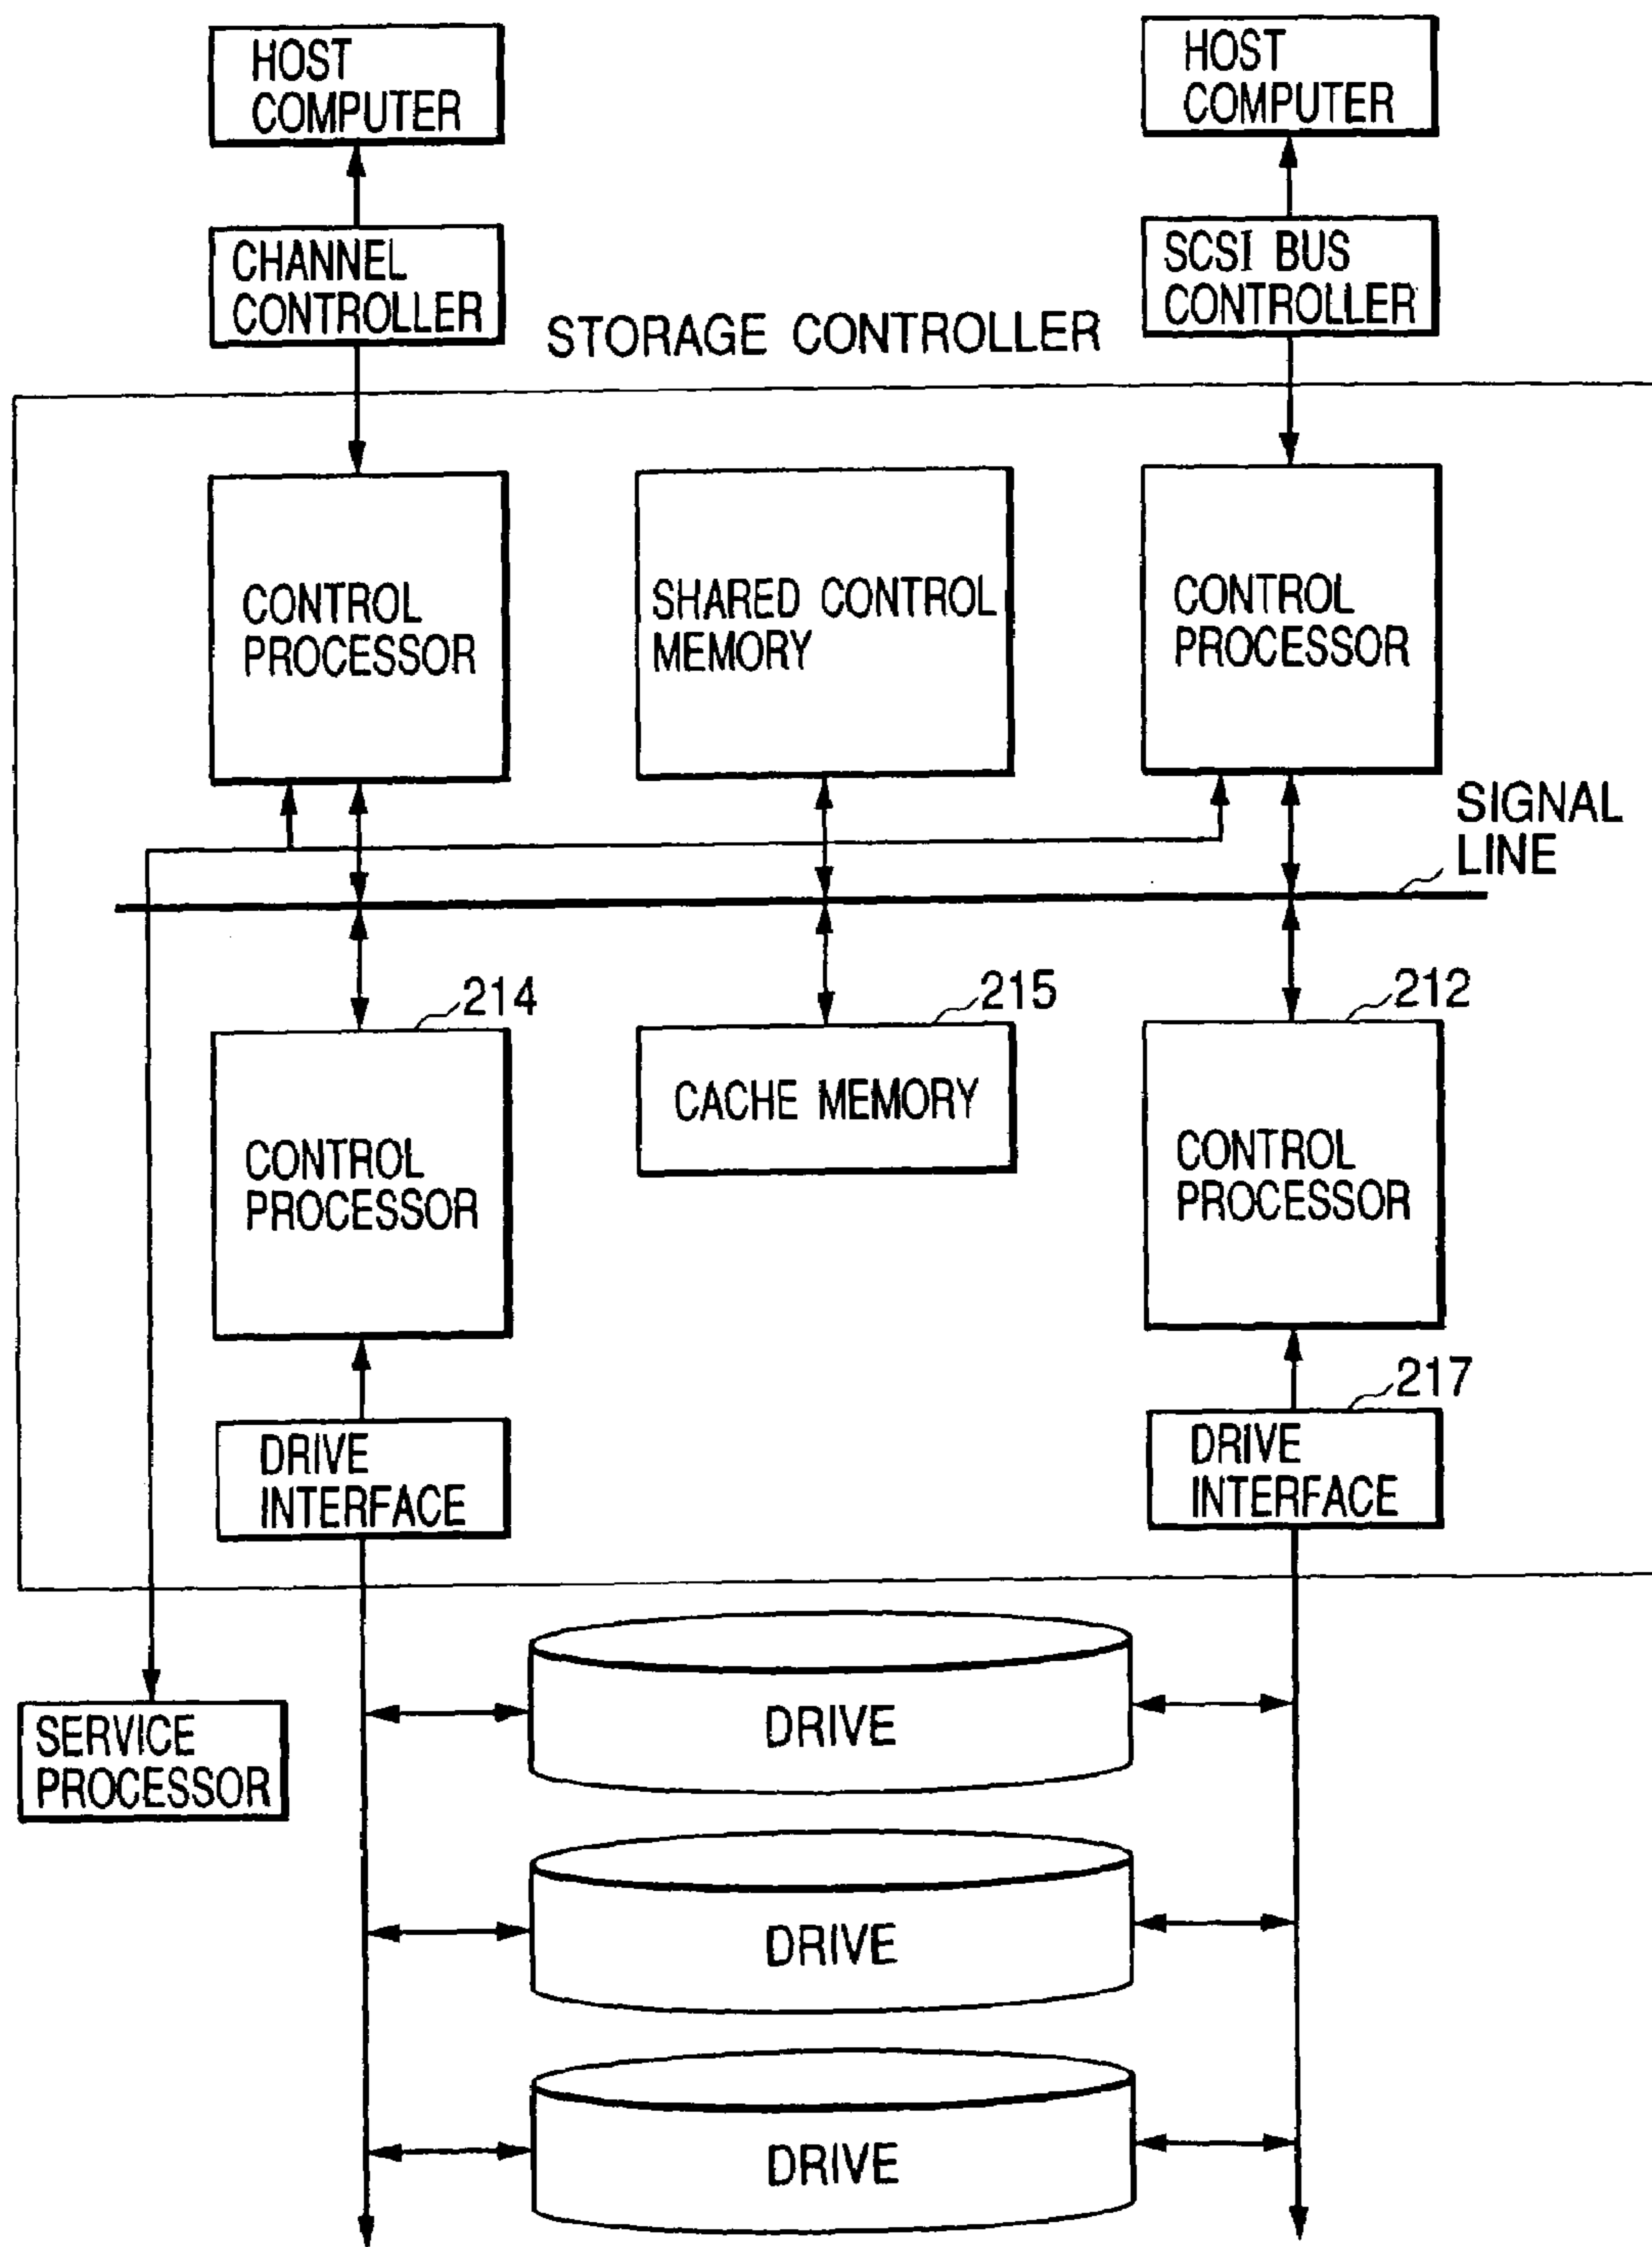 HOST
COMPUTER
HOST
COMPUTER
CHANNEL
CONTROLLER
SCSI BUS
CONTROLLER
STORAGE CONTROLLER
CONTROL
PROCESSOR
SHARED CONTROL
MEMORY
CONTROL
PROCESSOR
SIGNAL
LINE
214
215
212
CONTROL
PROCESSOR
CACHE MEMORY
CONTROL
PROCESSOR
217
DRIVE
INTERFACE
DRIVE
INTERFACE
SERVICE
PROCESSOR
DRIVE
DRIVE
DRIVE